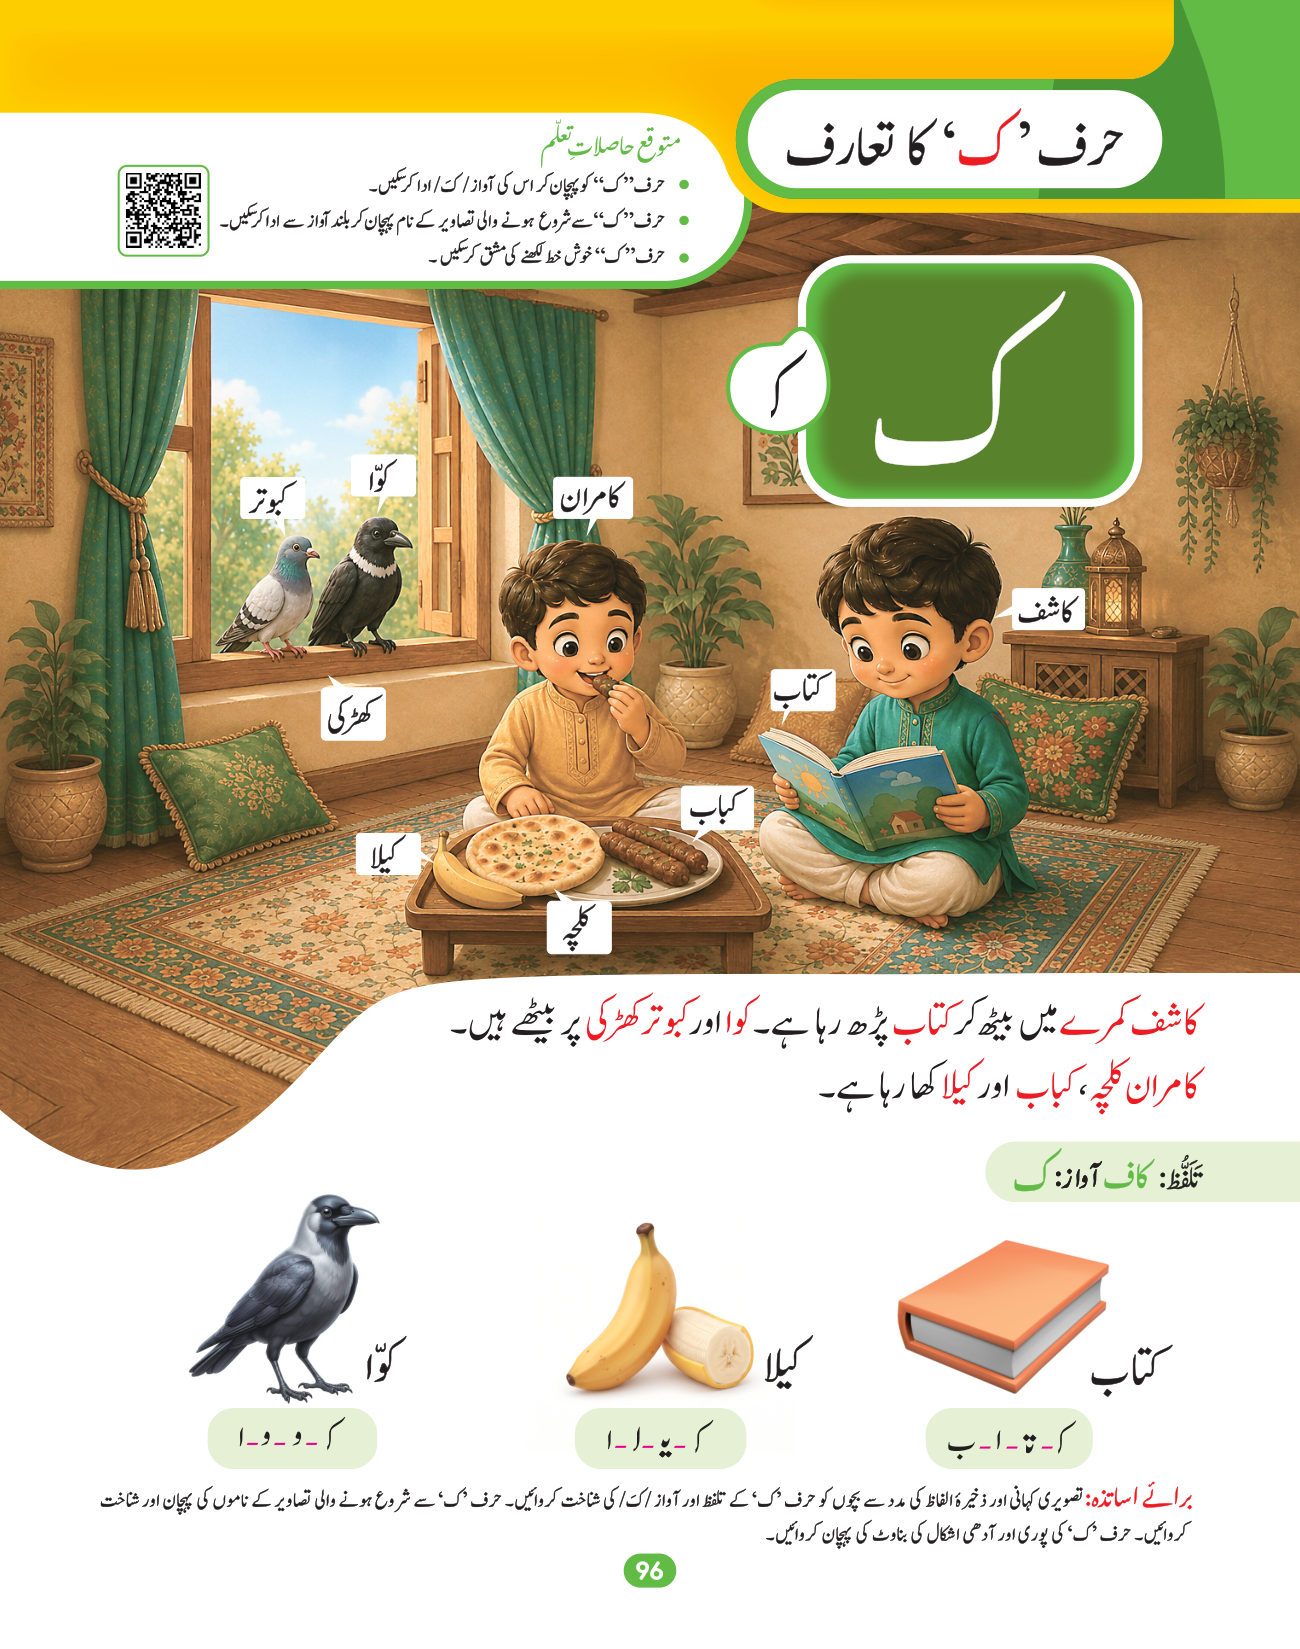 حرف ’ک‘ کا تعارف
متوقع حاصلاتِ تعلّم
حرف ”ک“ کو پہچان کر اس کی آواز /کَ/ ادا کرسکیں۔
حرف ”ک“ سے شروع ہونے والی تصاویر کے نام پہچان کر بلند آواز سے ادا کرسکیں۔
حرف ”ک“ خوش خط لکھنے کی مشق کرسکیں۔
ک
کـ
کوّا
کبوتر
کامران
کاشف
کتاب
کھڑکی
کباب
کیلا
کلچہ
کاشف کمرے میں بیٹھ کر کتاب پڑھ رہا ہے۔ کوا اور کبوتر کھڑکی پر بیٹھے ہیں۔
کامران کلچہ، کباب اور کیلا کھا رہا ہے۔
تَلَفُّظ: کاف آواز: ک
کتاب
کیلا
کوّا
کـ - تـ - ا - ب
کـ - یـ - لـ - ا
کـ - و - و - ا
برائے اساتذہ: تصویری کہانی اور ذخیرۂ الفاظ کی مدد سے بچوں کو حرف ’ک‘ کے تلفظ اور آواز /کَ/ کی شناخت کروائیں۔ حرف ’ک‘ سے شروع ہونے والی تصاویر کے ناموں کی پہچان اور شناخت
کروائیں۔ حرف ’ک‘ کی پوری اور آدھی اشکال کی بناوٹ کی پہچان کروائیں۔
96